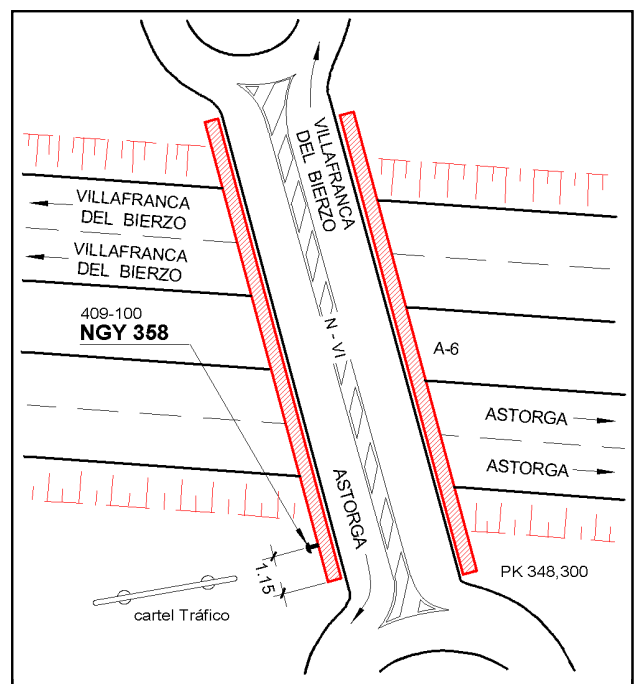 VILLAFRANCA
DEL BIERZO
VILLAFRANCA
DEL BIERZO
VILLAFRANCA
DEL BIERZO
409-100
NGY 358
N - VI
A-6
ASTORGA
ASTORGA
ASTORGA
1.15
PK 348,300
cartel Tráfico